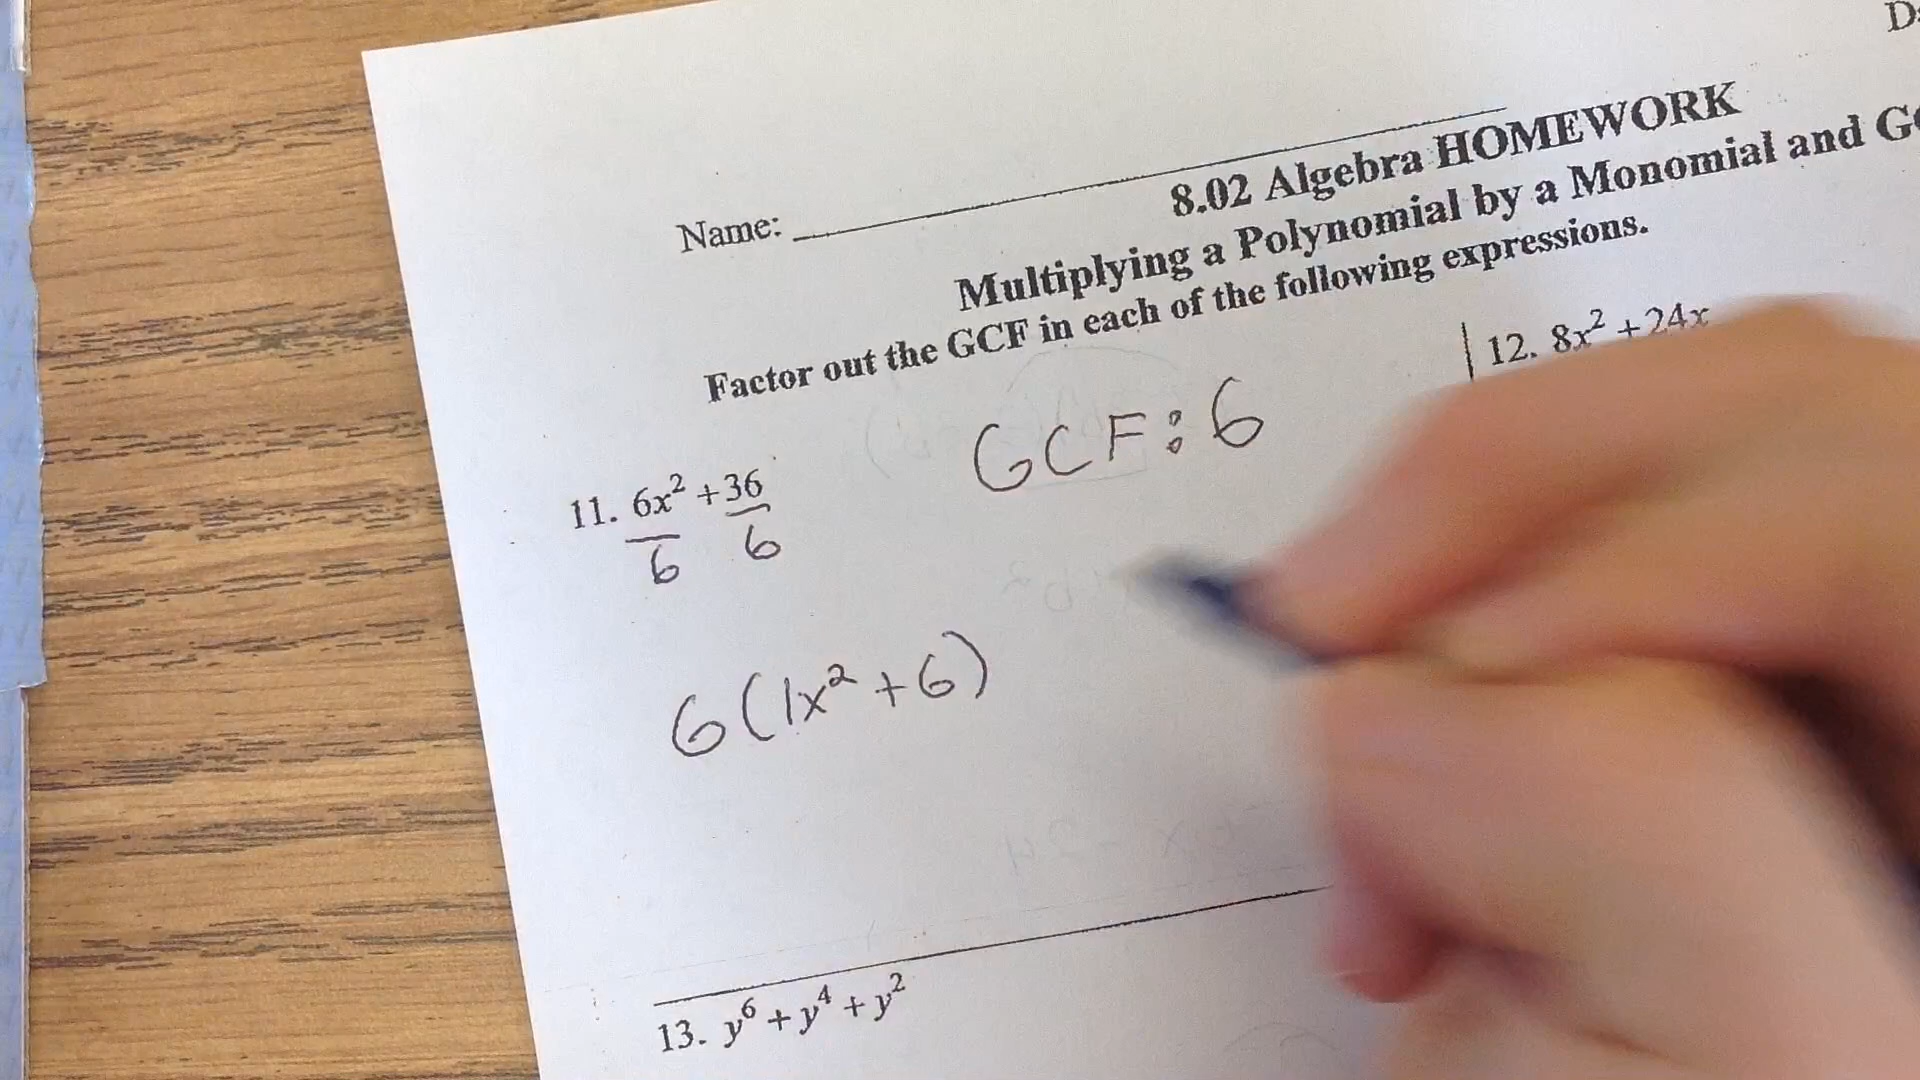 Name:
8.02 Algebra HOMEWORK
Multiplying a Polynomial by a Monomial and
Factor out the GCF in each of the following expressions.
11. 6x² + 36
6 6
GCF: 6
6(1x² + 6)
12. 8x² + 24x
13. y⁶ + y⁴ + y²